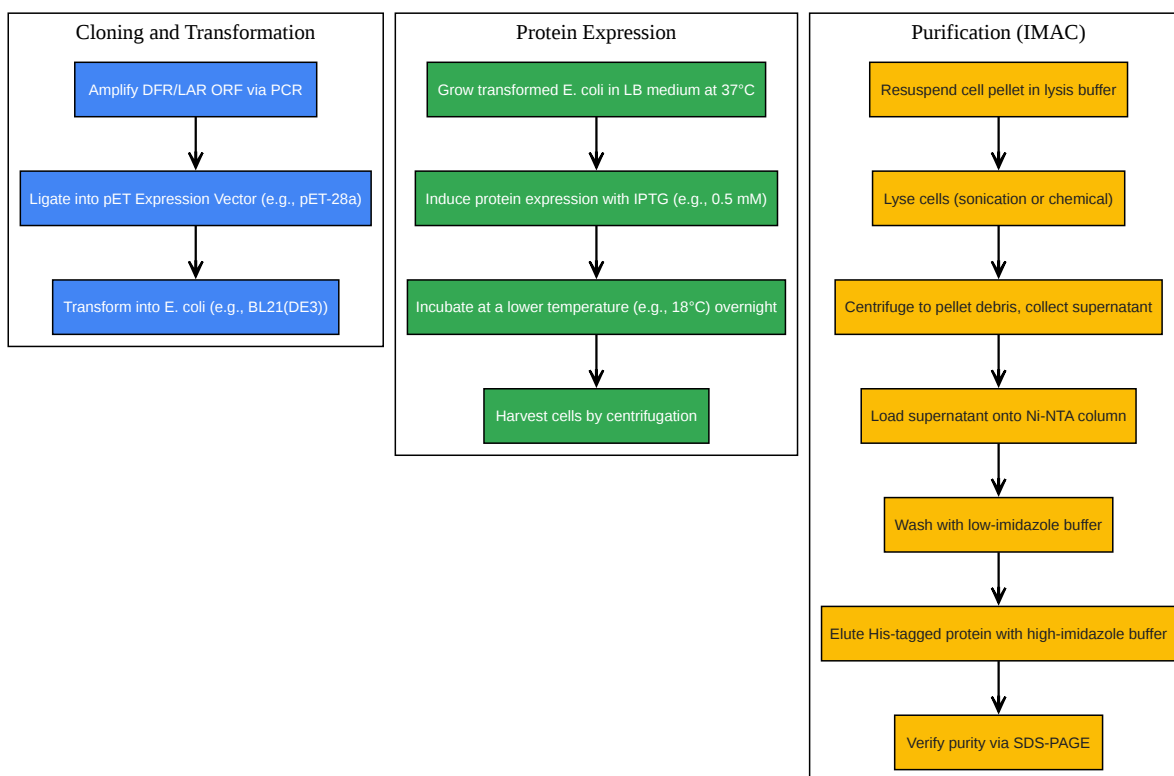 Cloning and Transformation
Amplify DFR/LAR ORF via PCR
Ligate into pET Expression Vector (e.g., pET-28a)
Transform into E. coli (e.g., BL21(DE3))
Protein Expression
Grow transformed E. coli in LB medium at 37°C
Induce protein expression with IPTG (e.g., 0.5 mM)
Incubate at a lower temperature (e.g., 18°C) overnight
Harvest cells by centrifugation
Purification (IMAC)
Resuspend cell pellet in lysis buffer
Lyse cells (sonication or chemical)
Centrifuge to pellet debris, collect supernatant
Load supernatant onto Ni-NTA column
Wash with low-imidazole buffer
Elute His-tagged protein with high-imidazole buffer
Verify purity via SDS-PAGE